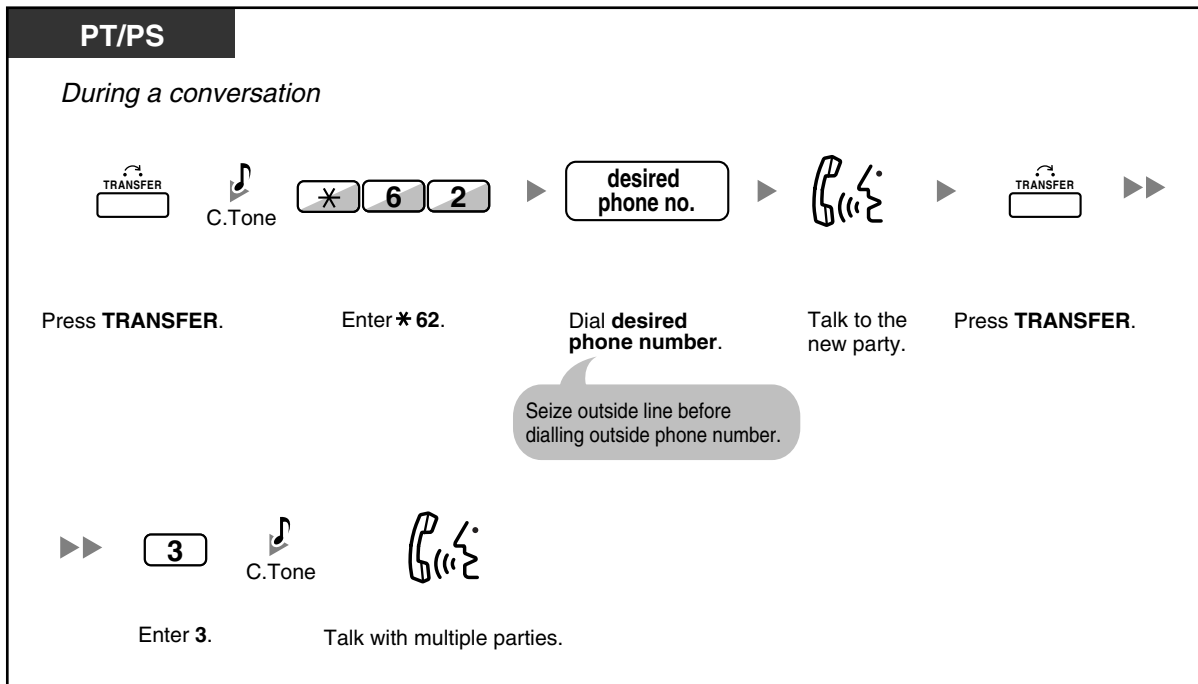 PT/PS
During a conversation
TRANSFER
C.Tone
* 6 2
desired
phone no.
TRANSFER
Press TRANSFER.
Enter * 62.
Dial desired
phone number.
Talk to the
new party.
Press TRANSFER.
Seize outside line before
dialling outside phone number.
3
C.Tone
Enter 3.
Talk with multiple parties.